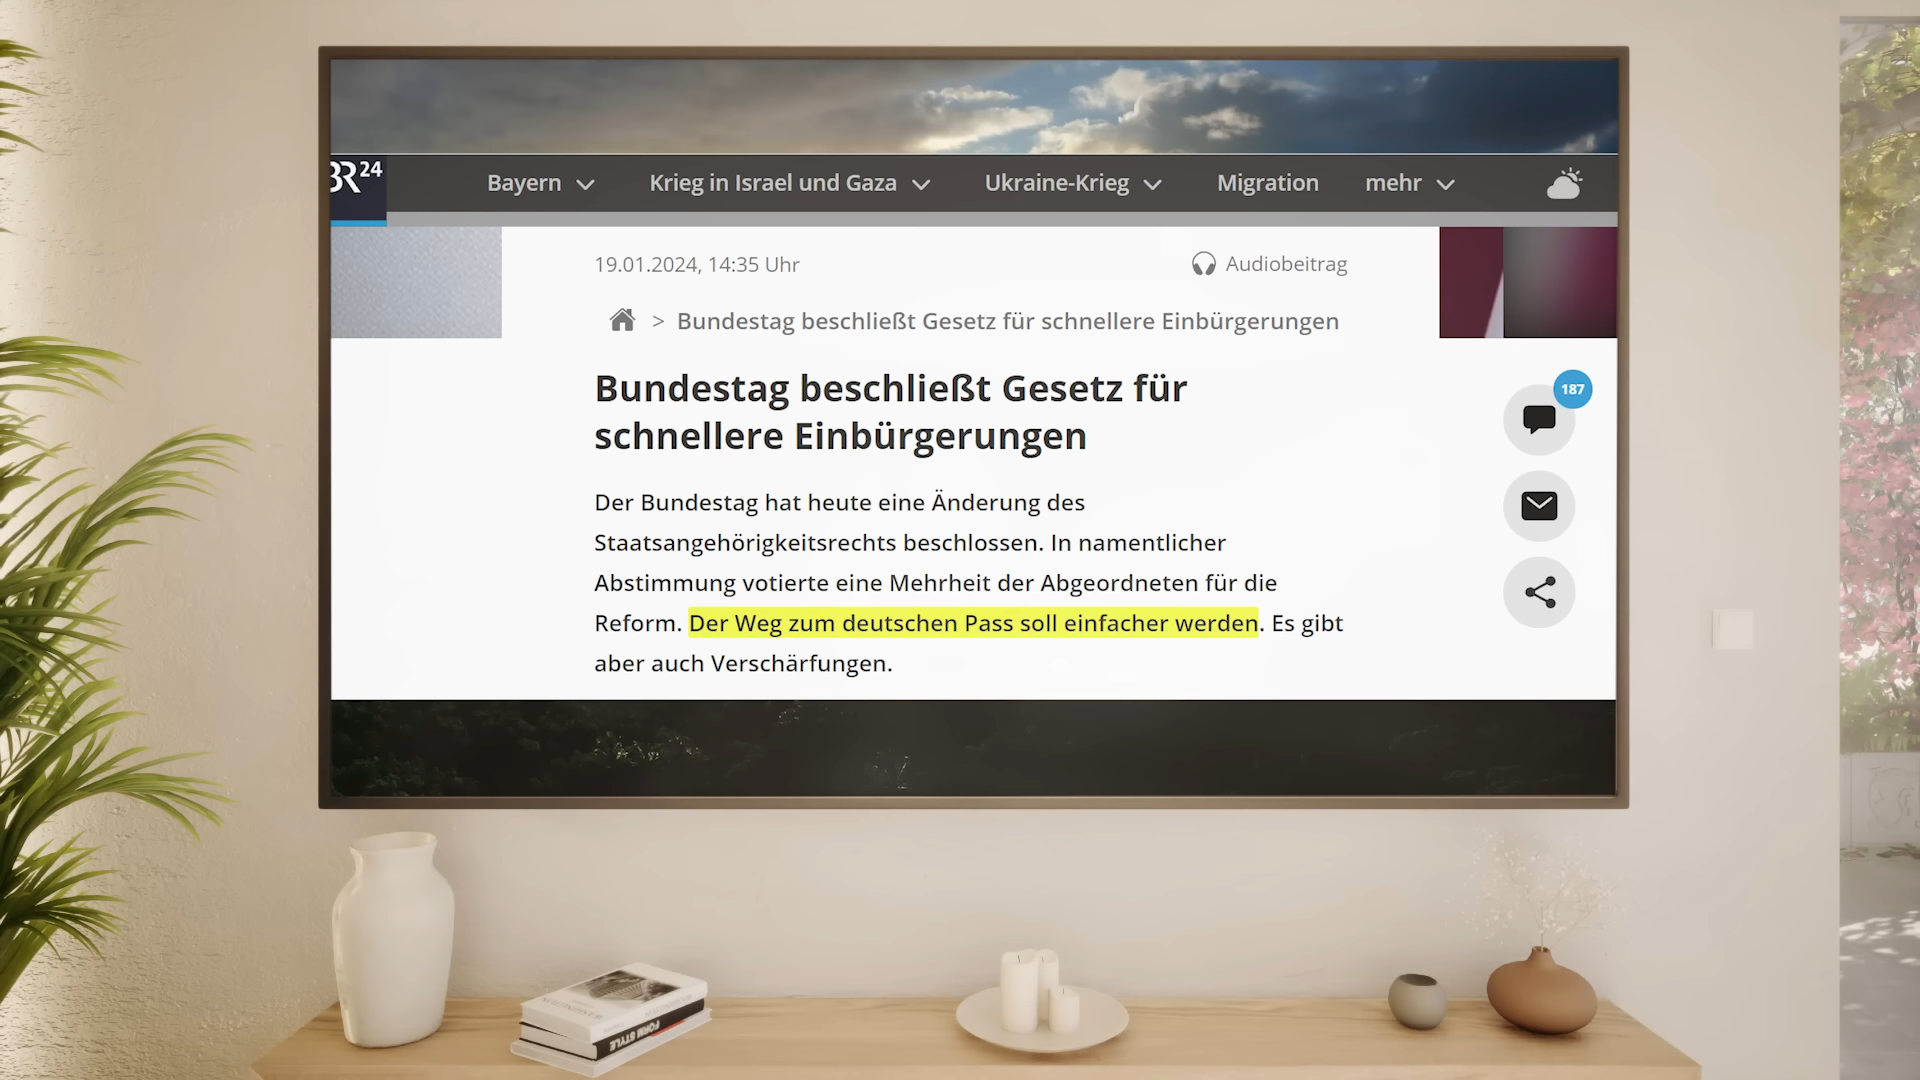 BR24
Bayern Krieg in Israel und Gaza Ukraine-Krieg Migration mehr
19.01.2024, 14:35 Uhr Audiobeitrag
> Bundestag beschließt Gesetz für schnellere Einbürgerungen
Bundestag beschließt Gesetz für
schnellere Einbürgerungen
187
Der Bundestag hat heute eine Änderung des
Staatsangehörigkeitsrechts beschlossen. In namentlicher
Abstimmung votierte eine Mehrheit der Abgeordneten für die
Reform. Der Weg zum deutschen Pass soll einfacher werden. Es gibt
aber auch Verschärfungen.
FORM STYLE